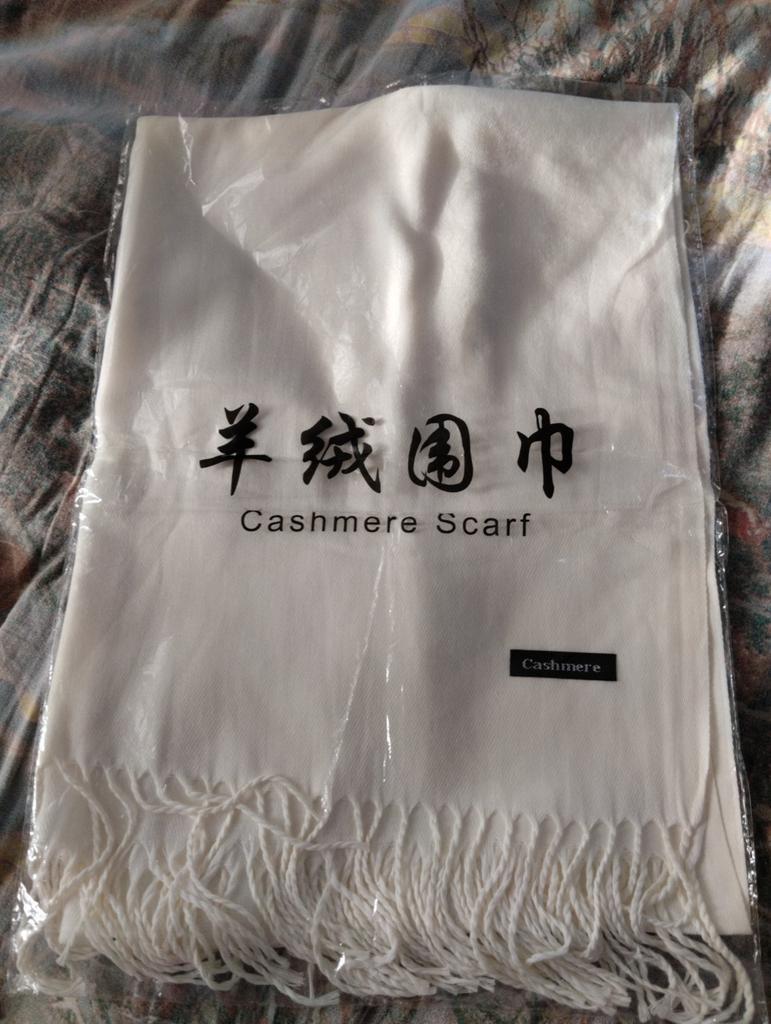 羊绒围巾
Cashmere Scarf
Cashmere